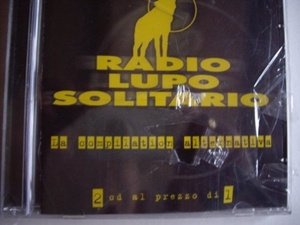 RADIO
LUPO
SOLITARIO
La compilation alternativa
2 cd al prezzo di 1